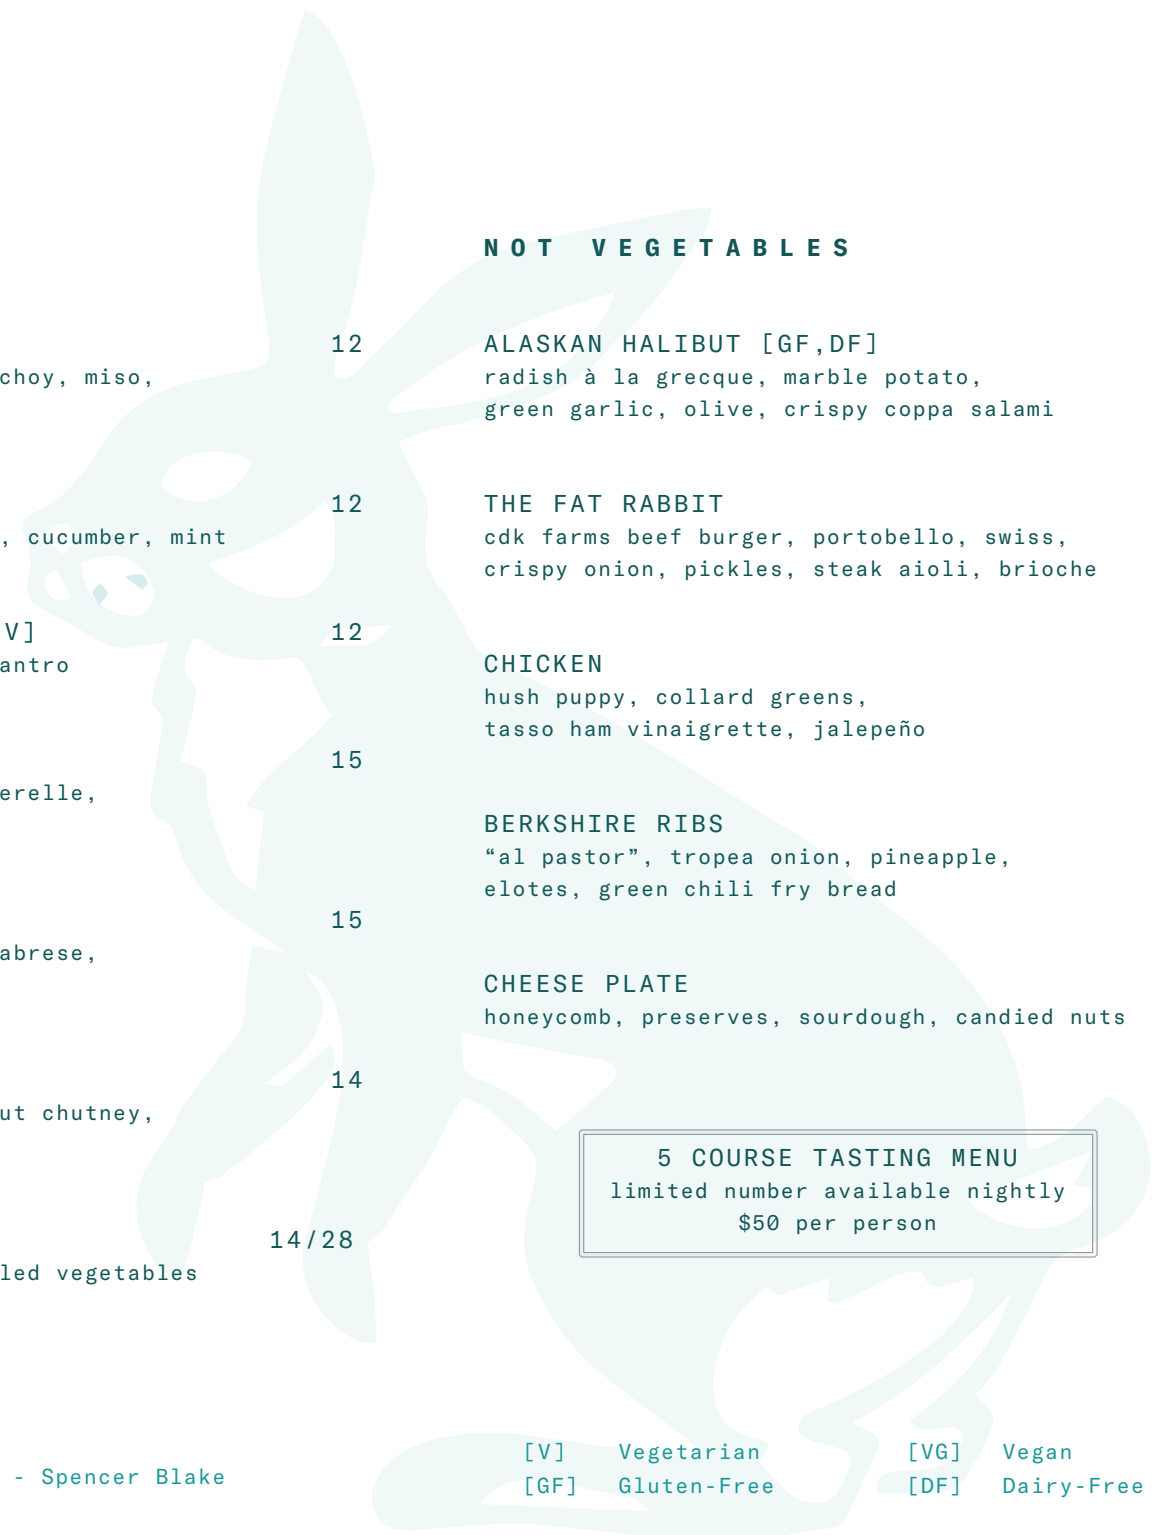 12
choy, miso,
12
, cucumber, mint
V]
12
antro
15
erelle,
15
abrese,
14
ut chutney,
14/28
led vegetables
- Spencer Blake
NOT VEGETABLES
ALASKAN HALIBUT [GF,DF]
radish à la grecque, marble potato,
green garlic, olive, crispy coppa salami
THE FAT RABBIT
cdk farms beef burger, portobello, swiss,
crispy onion, pickles, steak aioli, brioche
CHICKEN
hush puppy, collard greens,
tasso ham vinaigrette, jalepeño
BERKSHIRE RIBS
“al pastor”, tropea onion, pineapple,
elotes, green chili fry bread
CHEESE PLATE
honeycomb, preserves, sourdough, candied nuts
5 COURSE TASTING MENU
limited number available nightly
$50 per person
[V] Vegetarian [VG] Vegan
[GF] Gluten-Free [DF] Dairy-Free